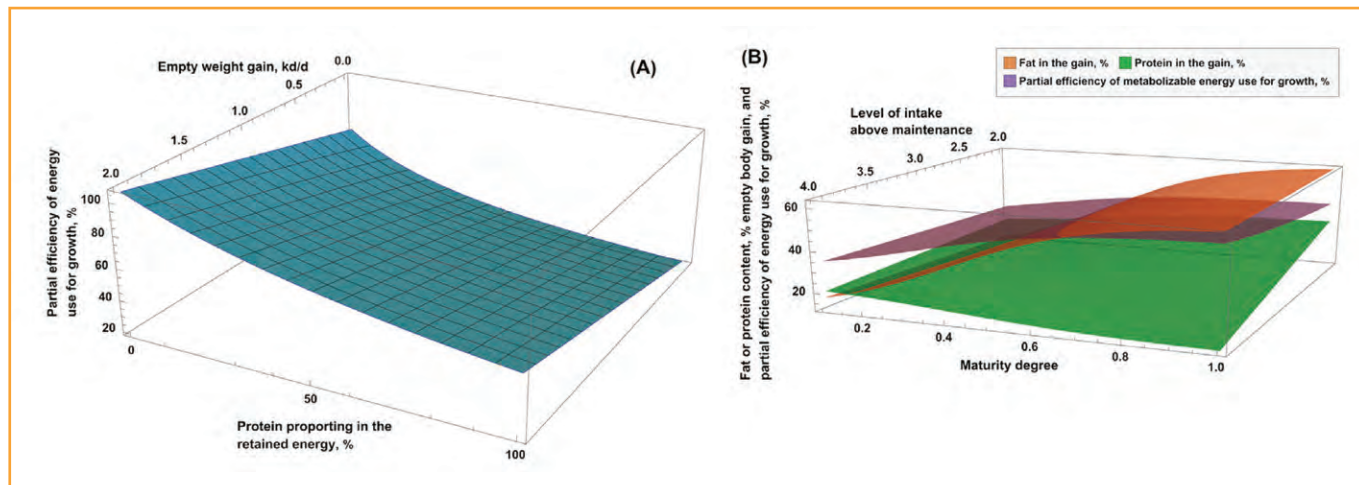 (A)
Empty weight gain, kd/d
0.0
0.5
1.0
1.5
2.0
Partial efficiency of energy
use for growth, %
100
80
60
40
20
0
50
100
Protein proporting in the
retained energy, %
(B)
Fat in the gain, % Protein in the gain, %
Partial efficiency of metabolizable energy use for growth, %
Level of intake
above maintenance
2.0
2.5
3.0
3.5
4.0
Fat or protein content, % empty body gain, and
partial efficiency of energy use for growth, %
60
40
20
0.2
0.4
0.6
0.8
1.0
Maturity degree